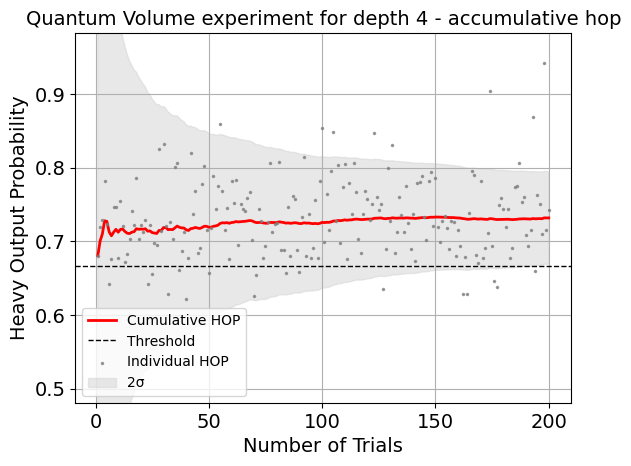 Quantum Volume experiment for depth 4 - accumulative hop
Heavy Output Probability
0.9
0.8
0.7
0.6
0.5
Cumulative HOP
Threshold
Individual HOP
2σ
0 50 100 150 200
Number of Trials